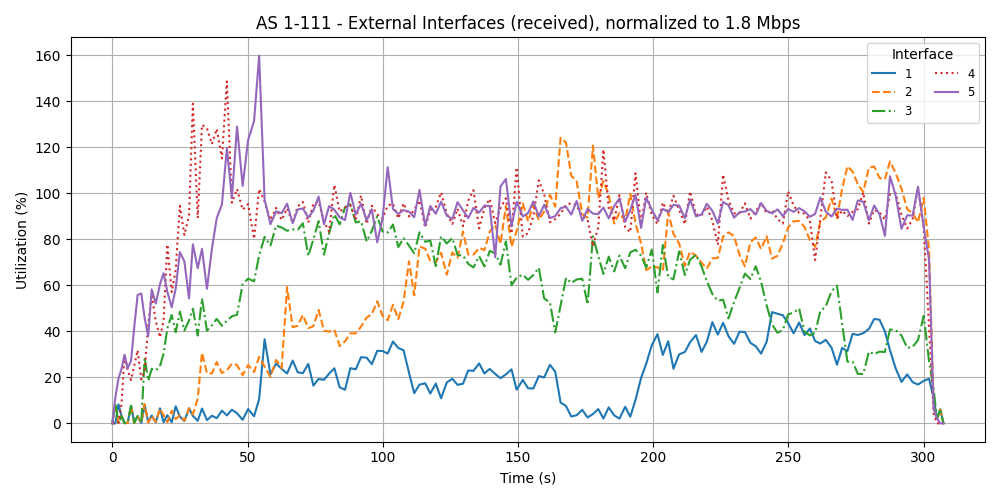 AS 1-111 - External Interfaces (received), normalized to 1.8 Mbps
Utilization (%)
160
140
120
100
80
60
40
20
0
0 50 100 150 200 250 300
Time (s)
Interface
1 4
2 5
3